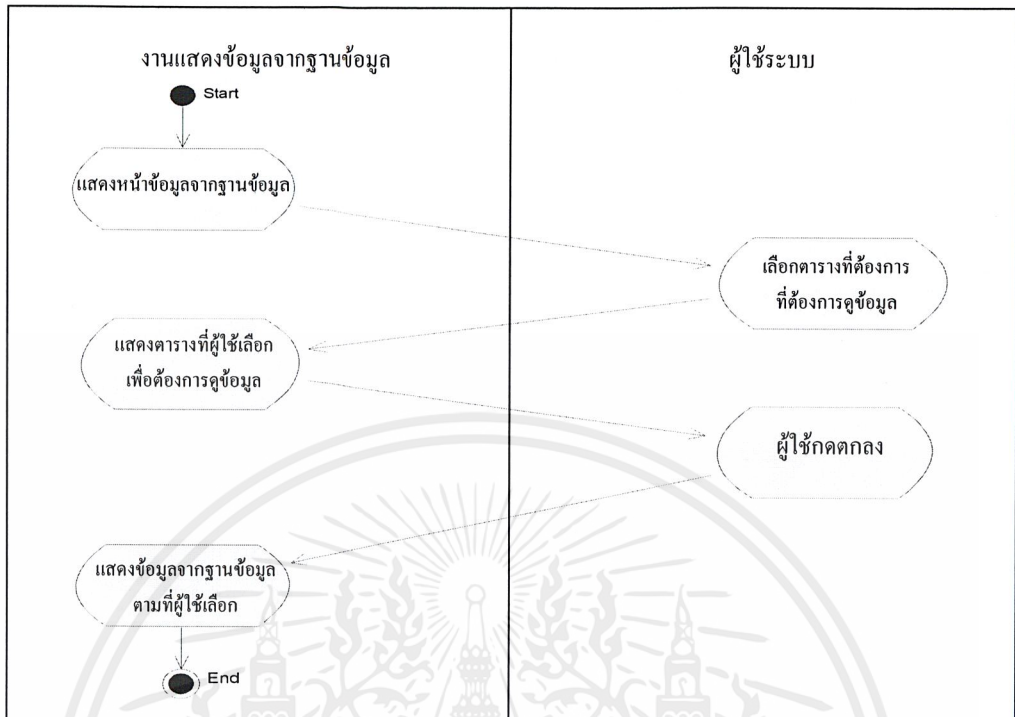 งานแสดงข้อมูลจากฐานข้อมูล
ผู้ใช้ระบบ
Start
แสดงหน้าข้อมูลจากฐานข้อมูล
เลือกตารางที่ต้องการ
ที่ต้องการดูข้อมูล
แสดงตารางที่ผู้ใช้เลือก
เพื่อต้องการดูข้อมูล
ผู้ใช้กดตกลง
แสดงข้อมูลจากฐานข้อมูล
ตามที่ผู้ใช้เลือก
End